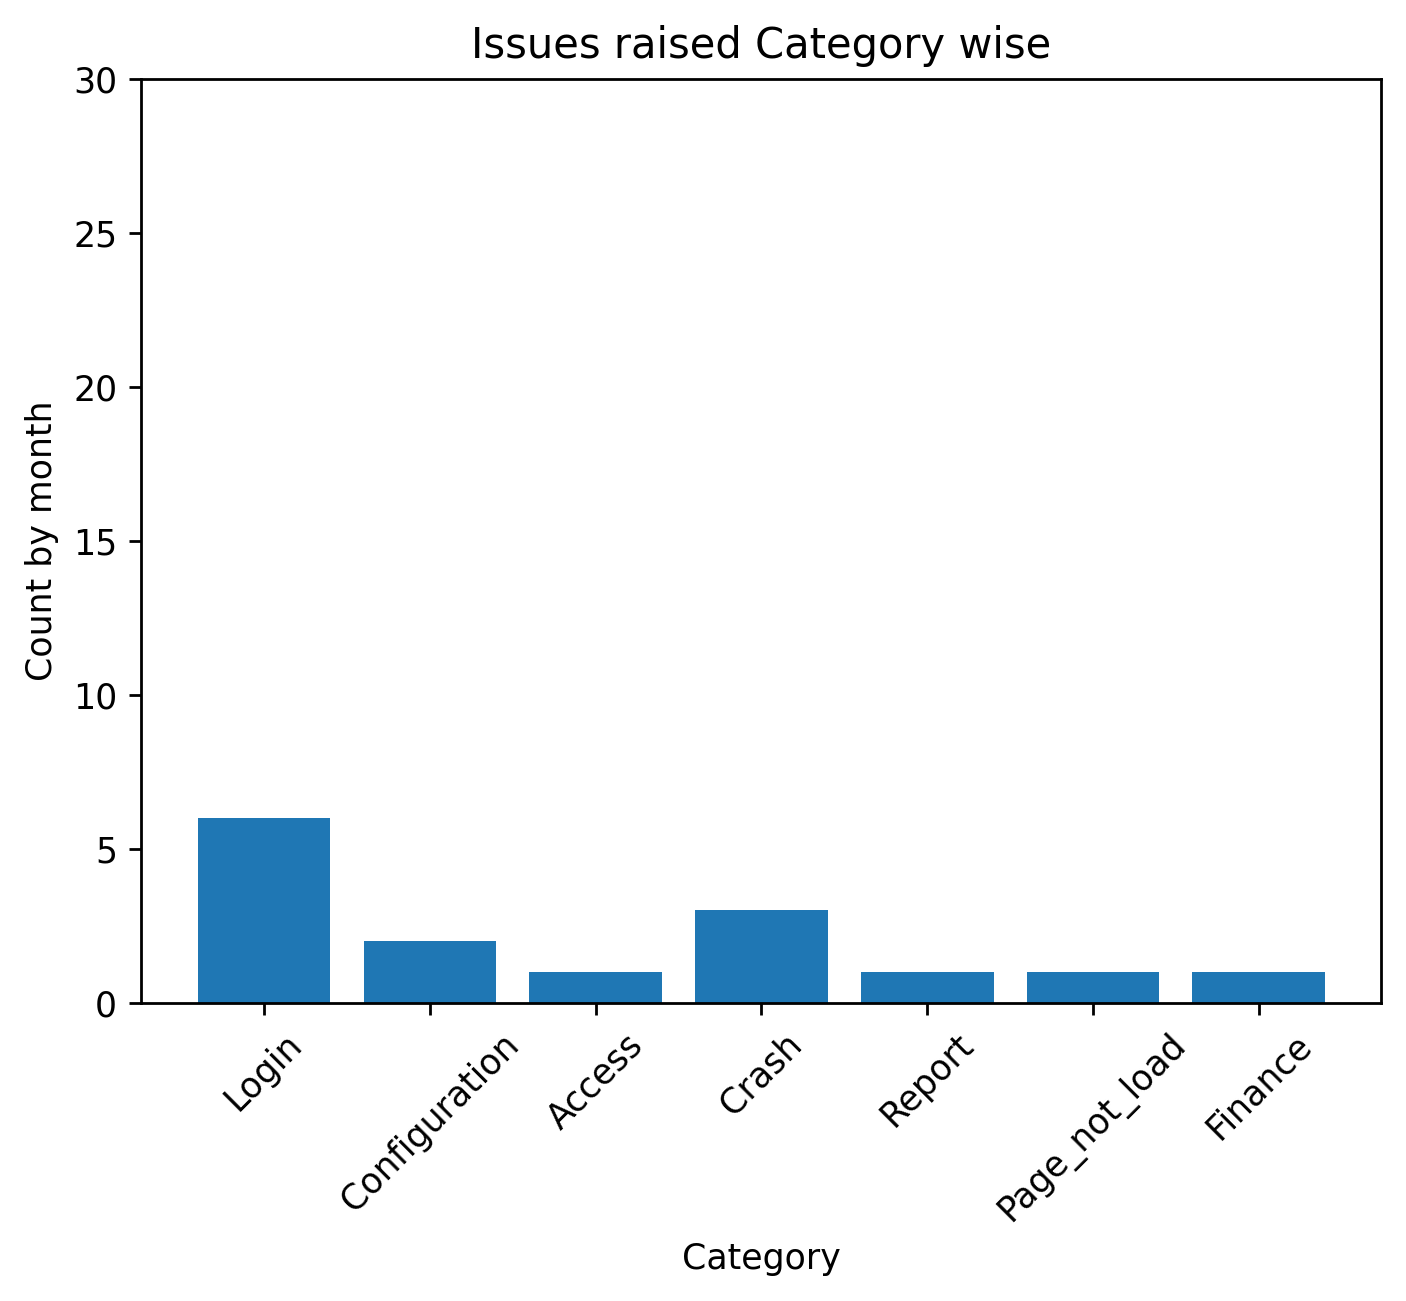 Issues raised Category wise
30
25
20
15
10
5
0
Count by month
Login
Configuration
Access
Crash
Report
Page_not_load
Finance
Category